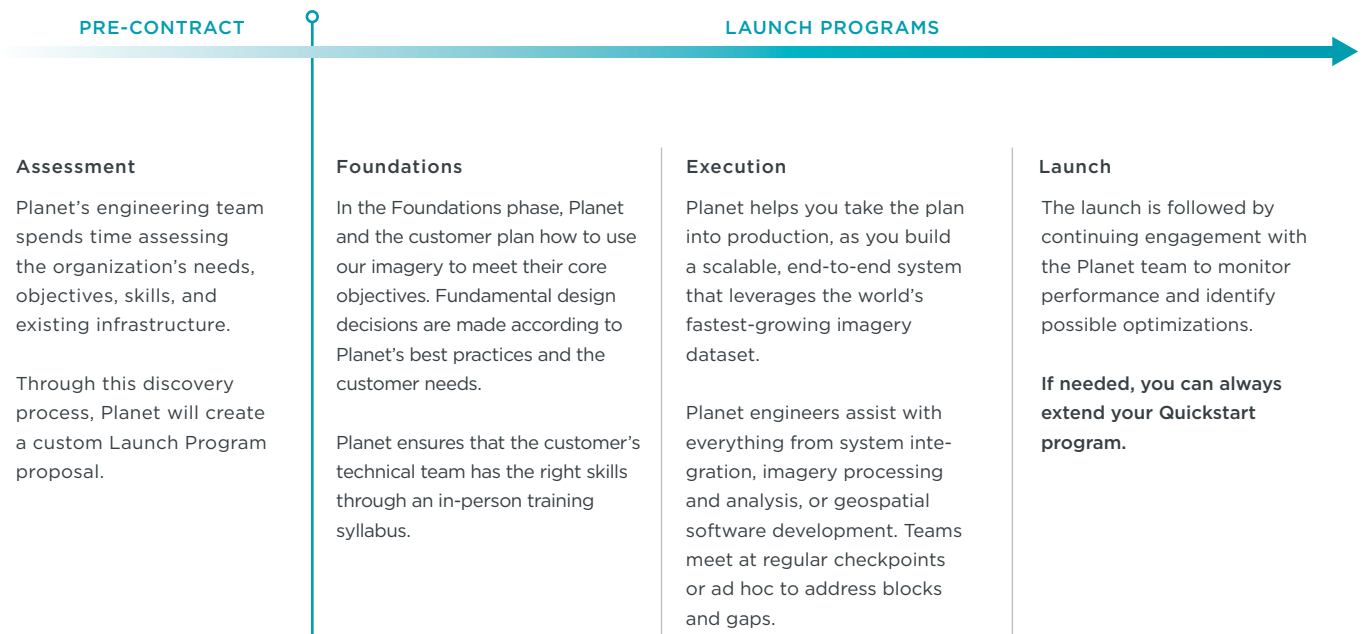 PRE-CONTRACT
LAUNCH PROGRAMS
Assessment
Planet's engineering team
spends time assessing
the organization's needs,
objectives, skills, and
existing infrastructure.
Through this discovery
process, Planet will create
a custom Launch Program
proposal.
Foundations
In the Foundations phase, Planet
and the customer plan how to use
our imagery to meet their core
objectives. Fundamental design
decisions are made according to
Planet's best practices and the
customer needs.
Planet ensures that the customer's
technical team has the right skills
through an in-person training
syllabus.
Execution
Planet helps you take the plan
into production, as you build
a scalable, end-to-end system
that leverages the world's
fastest-growing imagery
dataset.
Planet engineers assist with
everything from system inte-
gration, imagery processing
and analysis, or geospatial
software development. Teams
meet at regular checkpoints
or ad hoc to address blocks
and gaps.
Launch
The launch is followed by
continuing engagement with
the Planet team to monitor
performance and identify
possible optimizations.
If needed, you can always
extend your Quickstart
program.